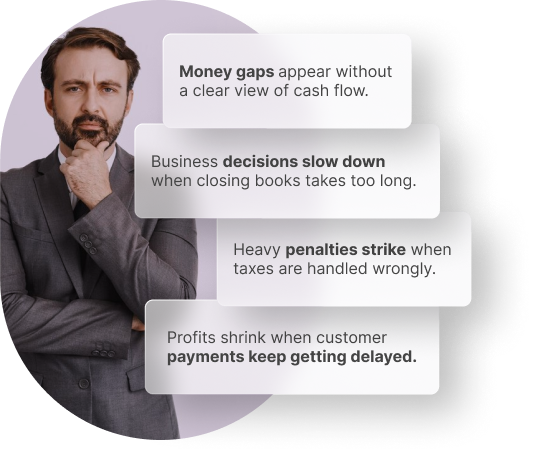 Money gaps appear without
a clear view of cash flow.
Business decisions slow down
when closing books takes too long.
Heavy penalties strike when
taxes are handled wrongly.
Profits shrink when customer
payments keep getting delayed.